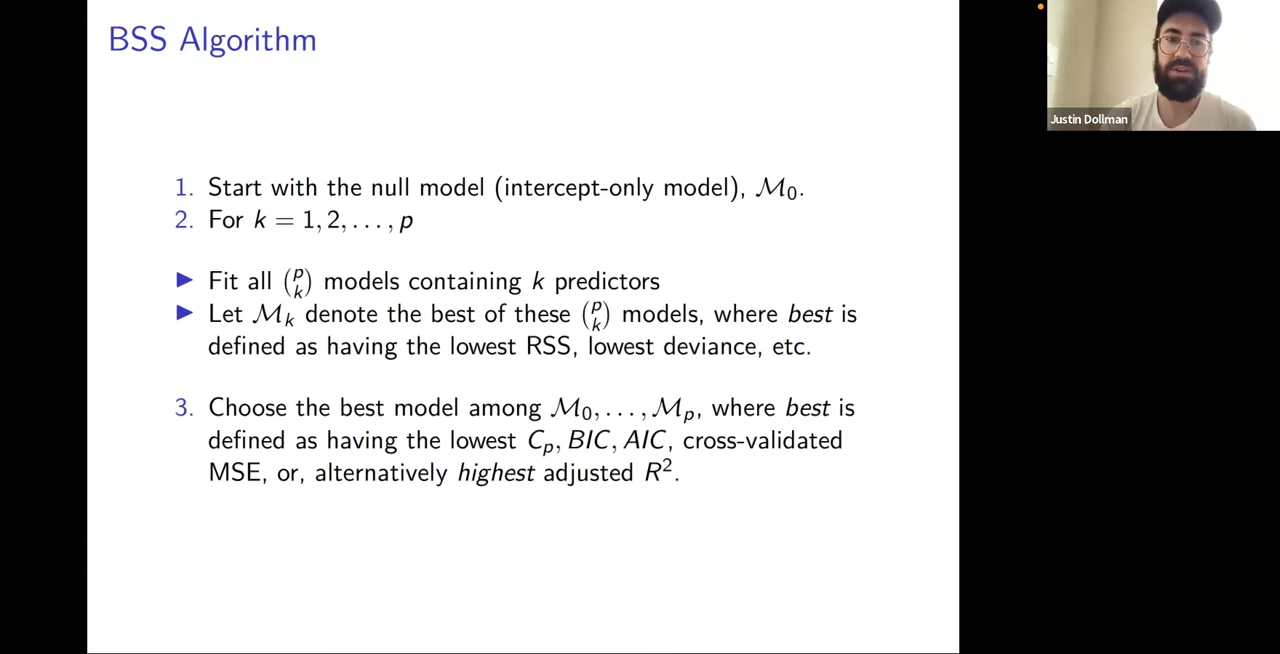 BSS Algorithm
Justin Dollman
1. Start with the null model (intercept-only model), ℳ₀.
2. For k = 1, 2, . . . , p
▶ Fit all (p k) models containing k predictors
▶ Let ℳₖ denote the best of these (p k) models, where best is
defined as having the lowest RSS, lowest deviance, etc.
3. Choose the best model among ℳ₀, . . . , ℳₚ, where best is
defined as having the lowest Cₚ, BIC, AIC, cross-validated
MSE, or, alternatively highest adjusted R².